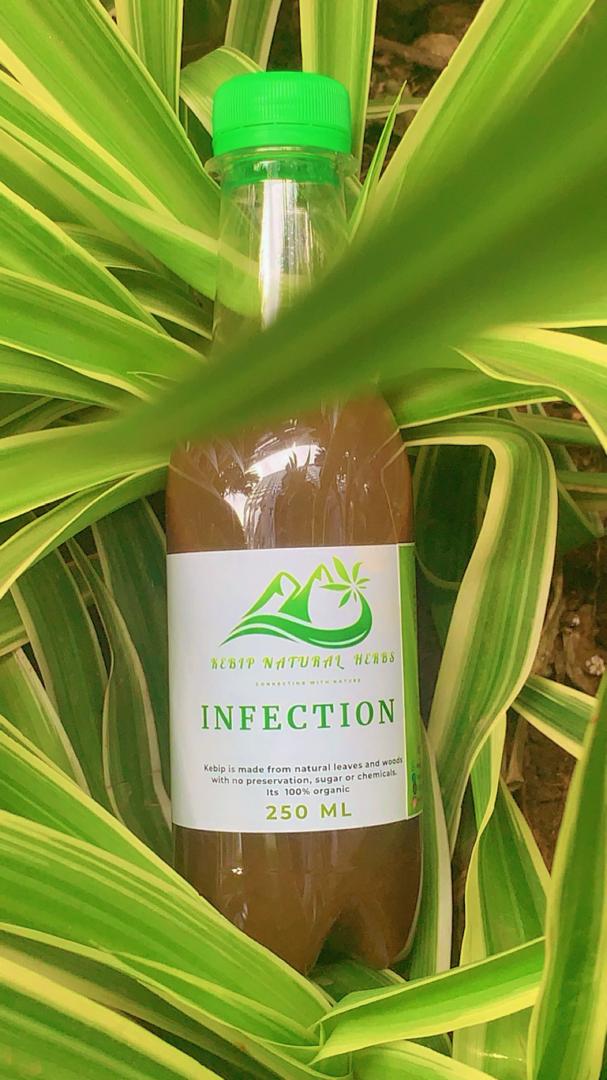 KEBIP NATURAL HERBS
CONNECTING WITH NATURE
INFECTION
Kebip is made from natural leaves and woods
with no preservation, sugar or chemicals.
Its 100% organic
250 ML